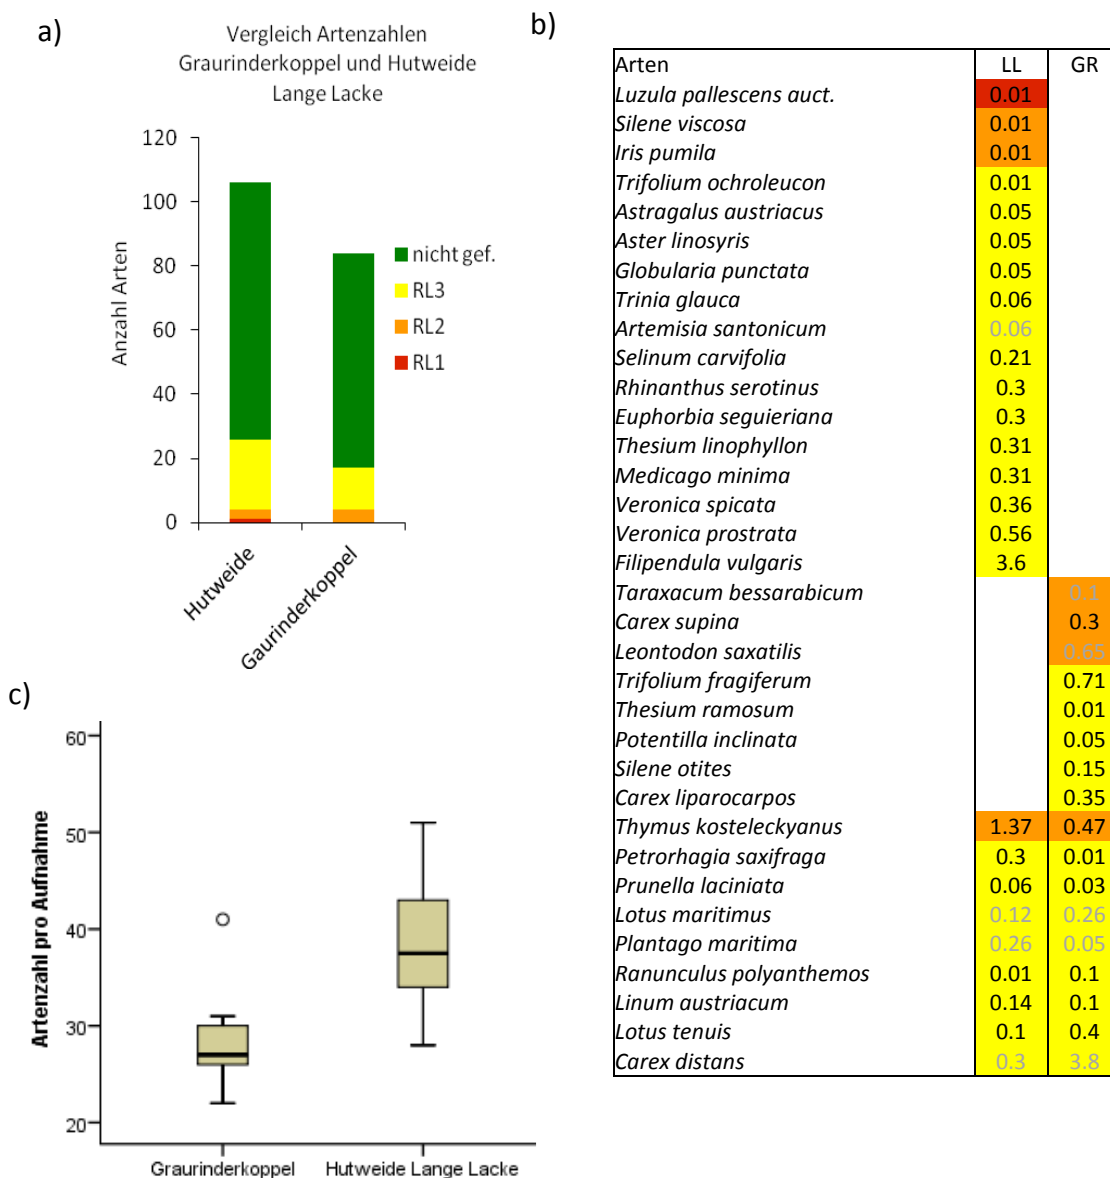 a)
Vergleich Artenzahlen
Graurinderkoppel und Hutweide
Lange Lacke
Anzahl Arten
120
100
80
60
40
20
0
nicht gef.
RL3
RL2
RL1
Hutweide
Gaurinderkoppel
b)
Arten LL GR
Luzula pallescens auct. 0.01
Silene viscosa 0.01
Iris pumila 0.01
Trifolium ochroleucon 0.01
Astragalus austriacus 0.05
Aster linosyris 0.05
Globularia punctata 0.05
Trinia glauca 0.06
Artemisia santonicum 0.06
Selinum carvifolia 0.21
Rhinanthus serotinus 0.3
Euphorbia seguieriana 0.3
Thesium linophyllon 0.31
Medicago minima 0.31
Veronica spicata 0.36
Veronica prostrata 0.56
Filipendula vulgaris 3.6
Taraxacum bessarabicum 0.1
Carex supina 0.3
Leontodon saxatilis 0.65
Trifolium fragiferum 0.71
Thesium ramosum 0.01
Potentilla inclinata 0.05
Silene otites 0.15
Carex liparocarpos 0.35
Thymus kosteleckyanus 1.37 0.47
Petrorhagia saxifraga 0.3 0.01
Prunella laciniata 0.06 0.03
Lotus maritimus 0.12 0.26
Plantago maritima 0.26 0.05
Ranunculus polyanthemos 0.01 0.1
Linum austriacum 0.14 0.1
Lotus tenuis 0.1 0.4
Carex distans 0.3 3.8
c)
Artenzahl pro Aufnahme
60
50
40
30
20
Graurinderkoppel
Hutweide Lange Lacke